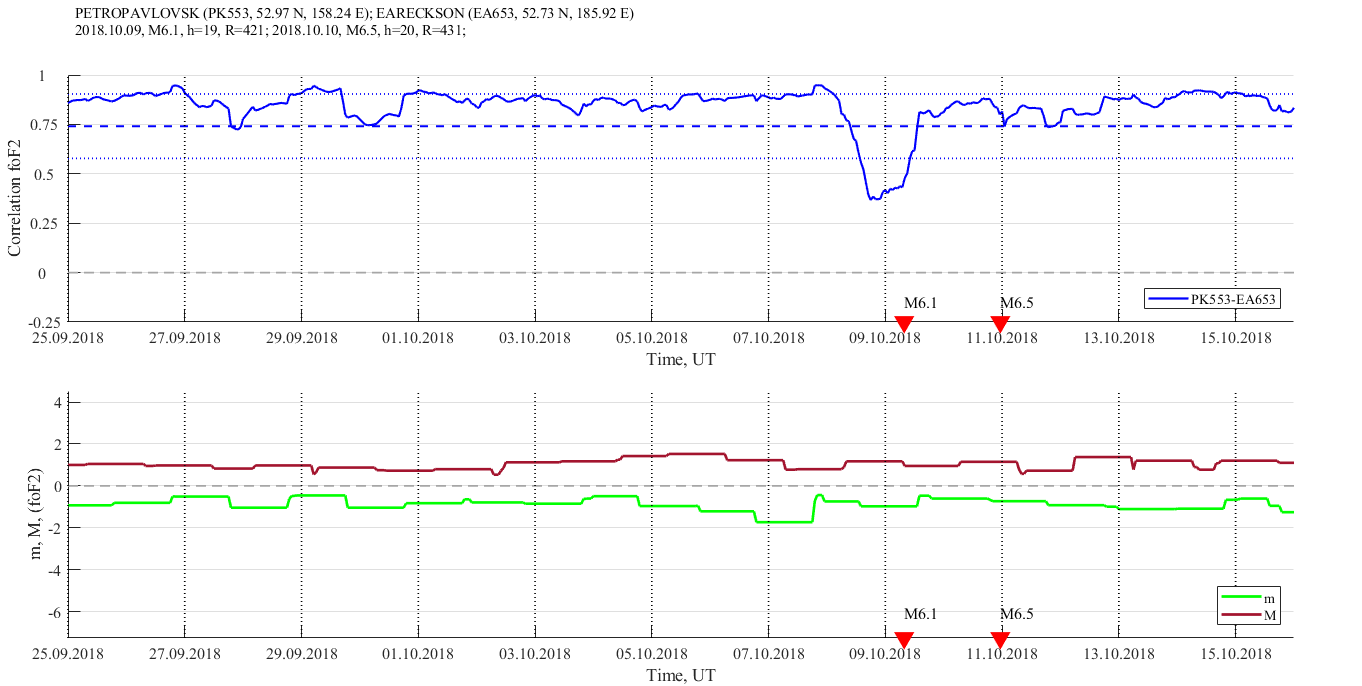 PETROPAVLOVSK (PK553, 52.97 N, 158.24 E); EARECKSON (EA653, 52.73 N, 185.92 E)
2018.10.09, M6.1, h=19, R=421; 2018.10.10, M6.5, h=20, R=431;
Correlation foF2
1
0.75
0.5
0.25
0
-0.25
M6.1
M6.5
PK553-EA653
25.09.2018 27.09.2018 29.09.2018 01.10.2018 03.10.2018 05.10.2018 07.10.2018 09.10.2018 11.10.2018 13.10.2018 15.10.2018
Time, UT
m, M, (foF2)
4
2
0
-2
-4
-6
M6.1
M6.5
m
M
25.09.2018 27.09.2018 29.09.2018 01.10.2018 03.10.2018 05.10.2018 07.10.2018 09.10.2018 11.10.2018 13.10.2018 15.10.2018
Time, UT